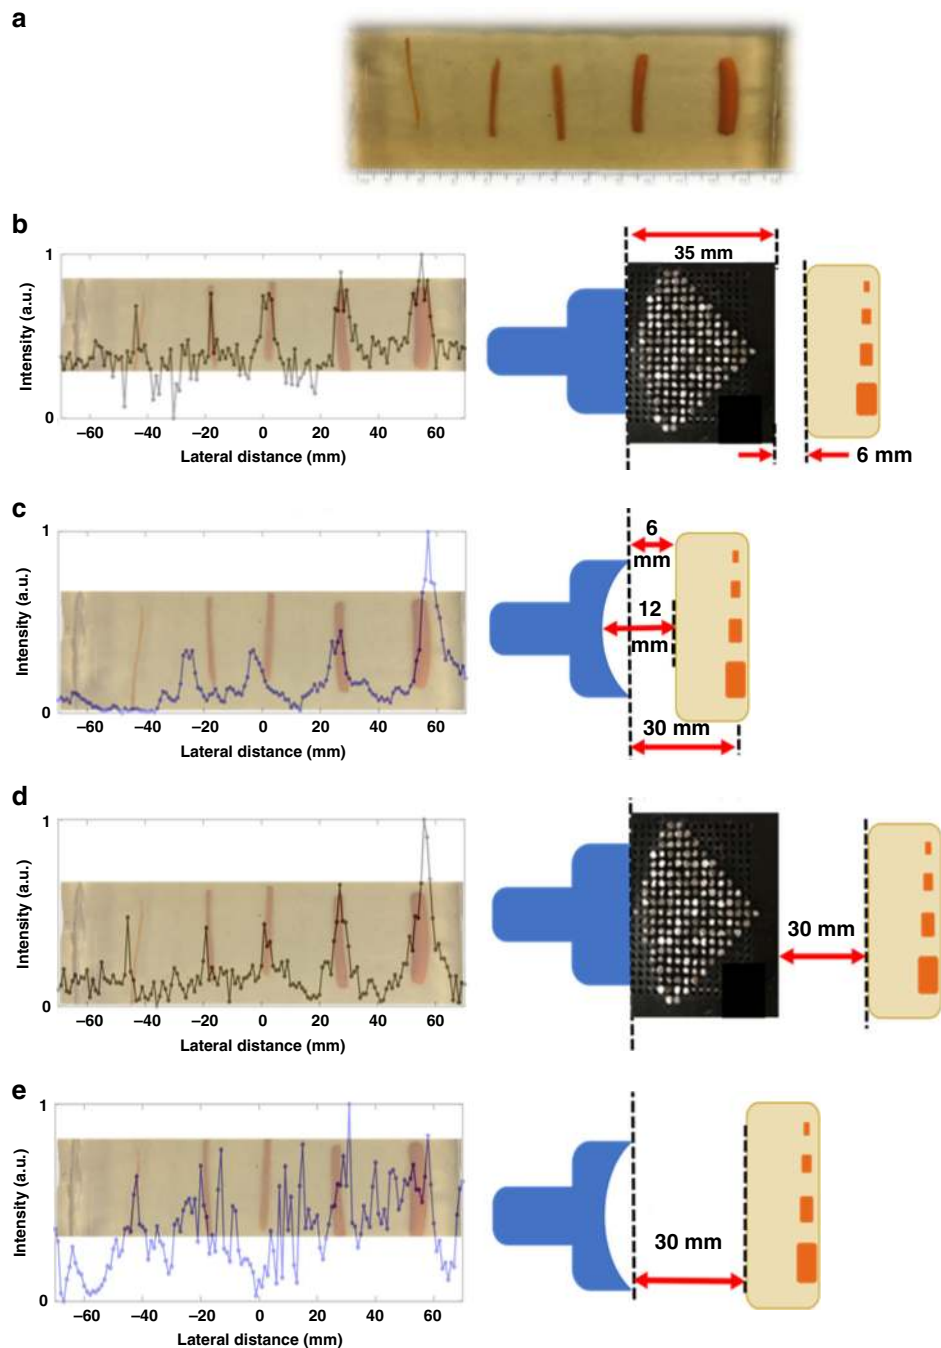 a
b
1
Intensity (a.u.)
0
−60 −40 −20 0 20 40 60
Lateral distance (mm)
35 mm
6 mm
c
1
Intensity (a.u.)
0
−60 −40 −20 0 20 40 60
Lateral distance (mm)
6
mm
12
mm
30 mm
d
1
Intensity (a.u.)
0
−60 −40 −20 0 20 40 60
Lateral distance (mm)
30 mm
e
1
Intensity (a.u.)
0
−60 −40 −20 0 20 40 60
Lateral distance (mm)
30 mm